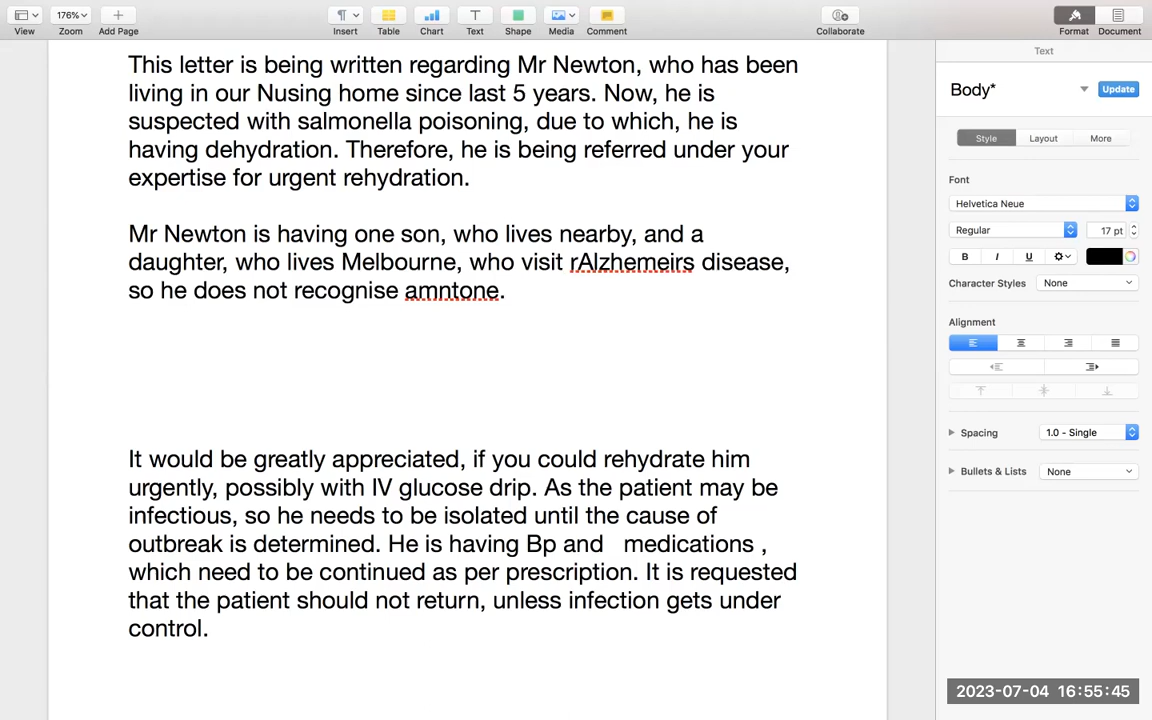 176%
View
Zoom
Add Page
Insert
Table
Chart
Text
Shape
Media
Comment
Collaborate
Format
Document
This letter is being written regarding Mr Newton, who has been
living in our Nusing home since last 5 years. Now, he is
suspected with salmonella poisoning, due to which, he is
having dehydration. Therefore, he is being referred under your
expertise for urgent rehydration.
Mr Newton is having one son, who lives nearby, and a
daughter, who lives Melbourne, who visit rAlzhemeirs disease,
so he does not recognise amntone.
It would be greatly appreciated, if you could rehydrate him
urgently, possibly with IV glucose drip. As the patient may be
infectious, so he needs to be isolated until the cause of
outbreak is determined. He is having Bp and   medications ,
which need to be continued as per prescription. It is requested
that the patient should not return, unless infection gets under
control.
Text
Body*
Update
Style
Layout
More
Font
Helvetica Neue
Regular
17 pt
B
I
U
Character Styles
None
Alignment
Spacing
1.0 - Single
Bullets & Lists
None
2023-07-04 16:55:45